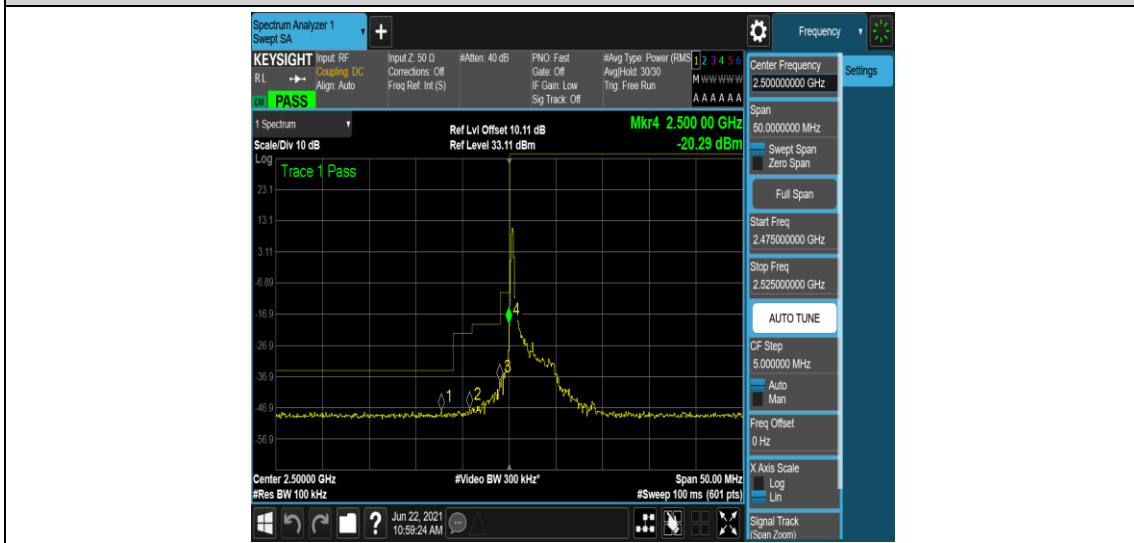 Spectrum Analyzer 1
Swept SA
Frequency
KEYSIGHT
RL
LXI
PASS
Input: RF
Coupling: DC
Align: Auto
Input Z: 50 Ω
Corrections: Off
Freq Ref: Int (S)
#Atten: 40 dB
PNO: Fast
Gate: Off
IF Gain: Low
Sig Track: Off
#Avg Type: Power (RMS
Avg|Hold: 30/30
Trig: Free Run
1 2 3 4 5 6
M W W W W W
A A A A A A
1 Spectrum
Scale/Div 10 dB
Ref Lvl Offset 10.11 dB
Ref Level 33.11 dBm
Mkr4 2.500 00 GHz
-20.29 dBm
Log
Trace 1 Pass
23.1
13.1
3.11
-6.89
-16.9
-26.9
-36.9
-46.9
-56.9
1
2
3
4
Center 2.50000 GHz
#Res BW 100 kHz
#Video BW 300 kHz*
Span 50.00 MHz
#Sweep 100 ms (601 pts)
Center Frequency
2.500000000 GHz
Settings
Span
50.0000000 MHz
Swept Span
Zero Span
Full Span
Start Freq
2.475000000 GHz
Stop Freq
2.525000000 GHz
AUTO TUNE
CF Step
5.000000 MHz
Auto
Man
Freq Offset
0 Hz
X Axis Scale
Log
Lin
Signal Track
(Span Zoom)
?
Jun 22, 2021
10:59:24 AM